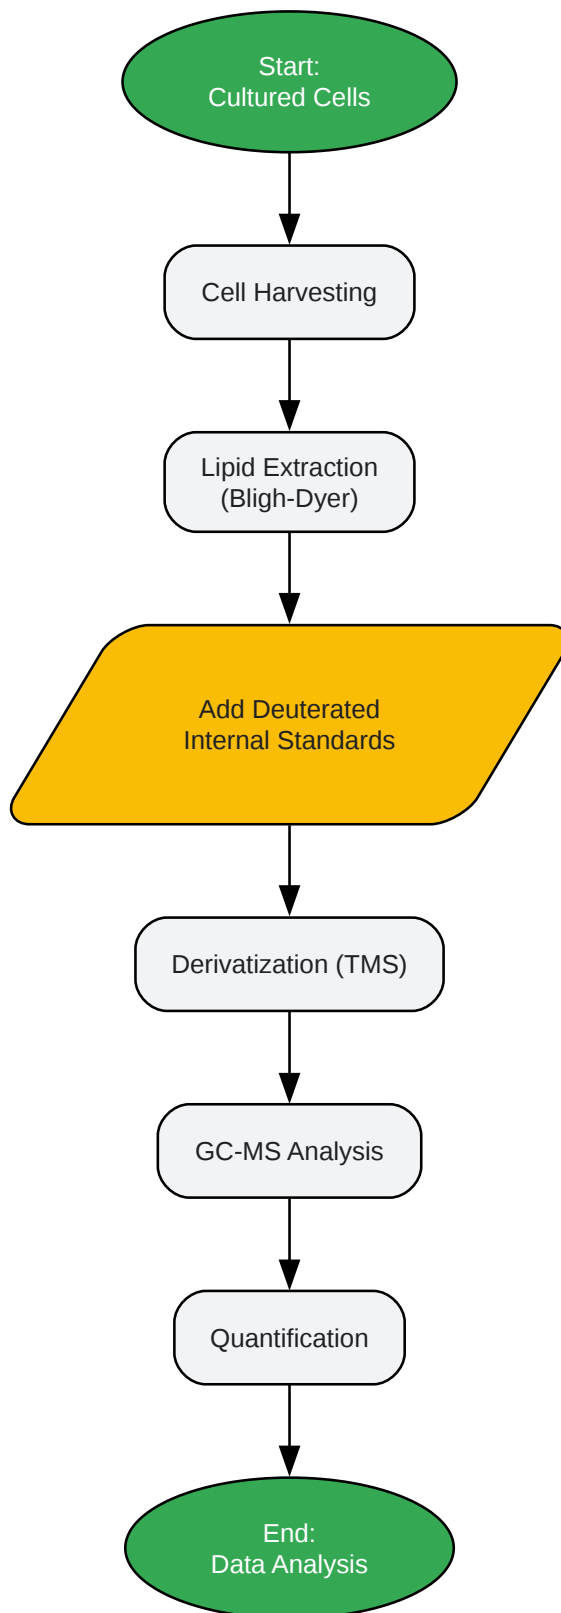 Start:
Cultured Cells
Cell Harvesting
Lipid Extraction
(Bligh-Dyer)
Add Deuterated
Internal Standards
Derivatization (TMS)
GC-MS Analysis
Quantification
End:
Data Analysis